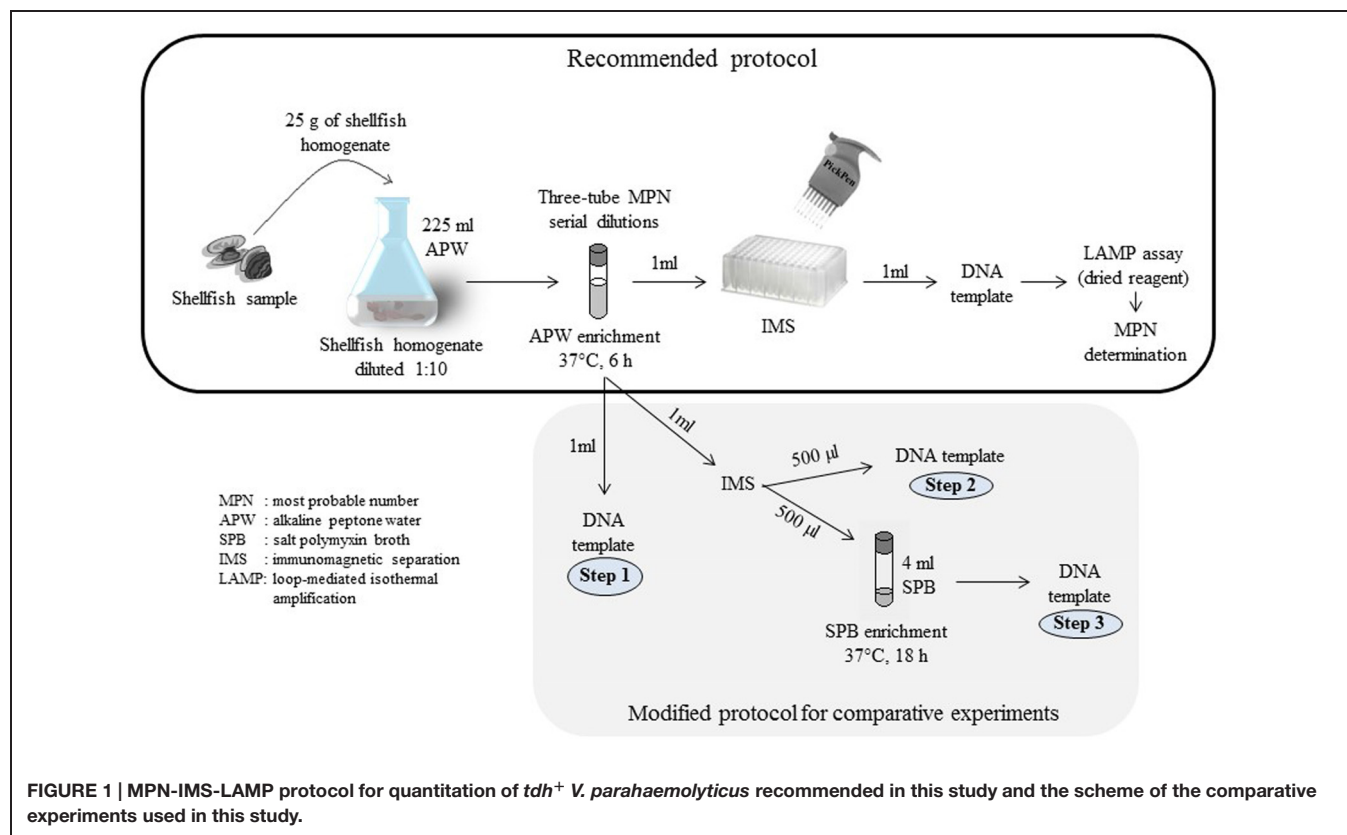 Recommended protocol
25 g of shellfish
homogenate
Shellfish sample
225 ml
APW
Shellfish homogenate
diluted 1:10
Three-tube MPN
serial dilutions
APW enrichment
37°C, 6 h
1ml
PickPen
IMS
1ml
DNA
template
LAMP assay
(dried reagent)
MPN
determination
1ml
DNA
template
Step 1
1ml
IMS
500 µl
DNA template
Step 2
500 µl
4 ml
SPB
SPB enrichment
37°C, 18 h
DNA
template
Step 3
Modified protocol for comparative experiments
MPN : most probable number
APW : alkaline peptone water
SPB : salt polymyxin broth
IMS : immunomagnetic separation
LAMP: loop-mediated isothermal
amplification
FIGURE 1 | MPN-IMS-LAMP protocol for quantitation of tdh⁺ V. parahaemolyticus recommended in this study and the scheme of the comparative
experiments used in this study.